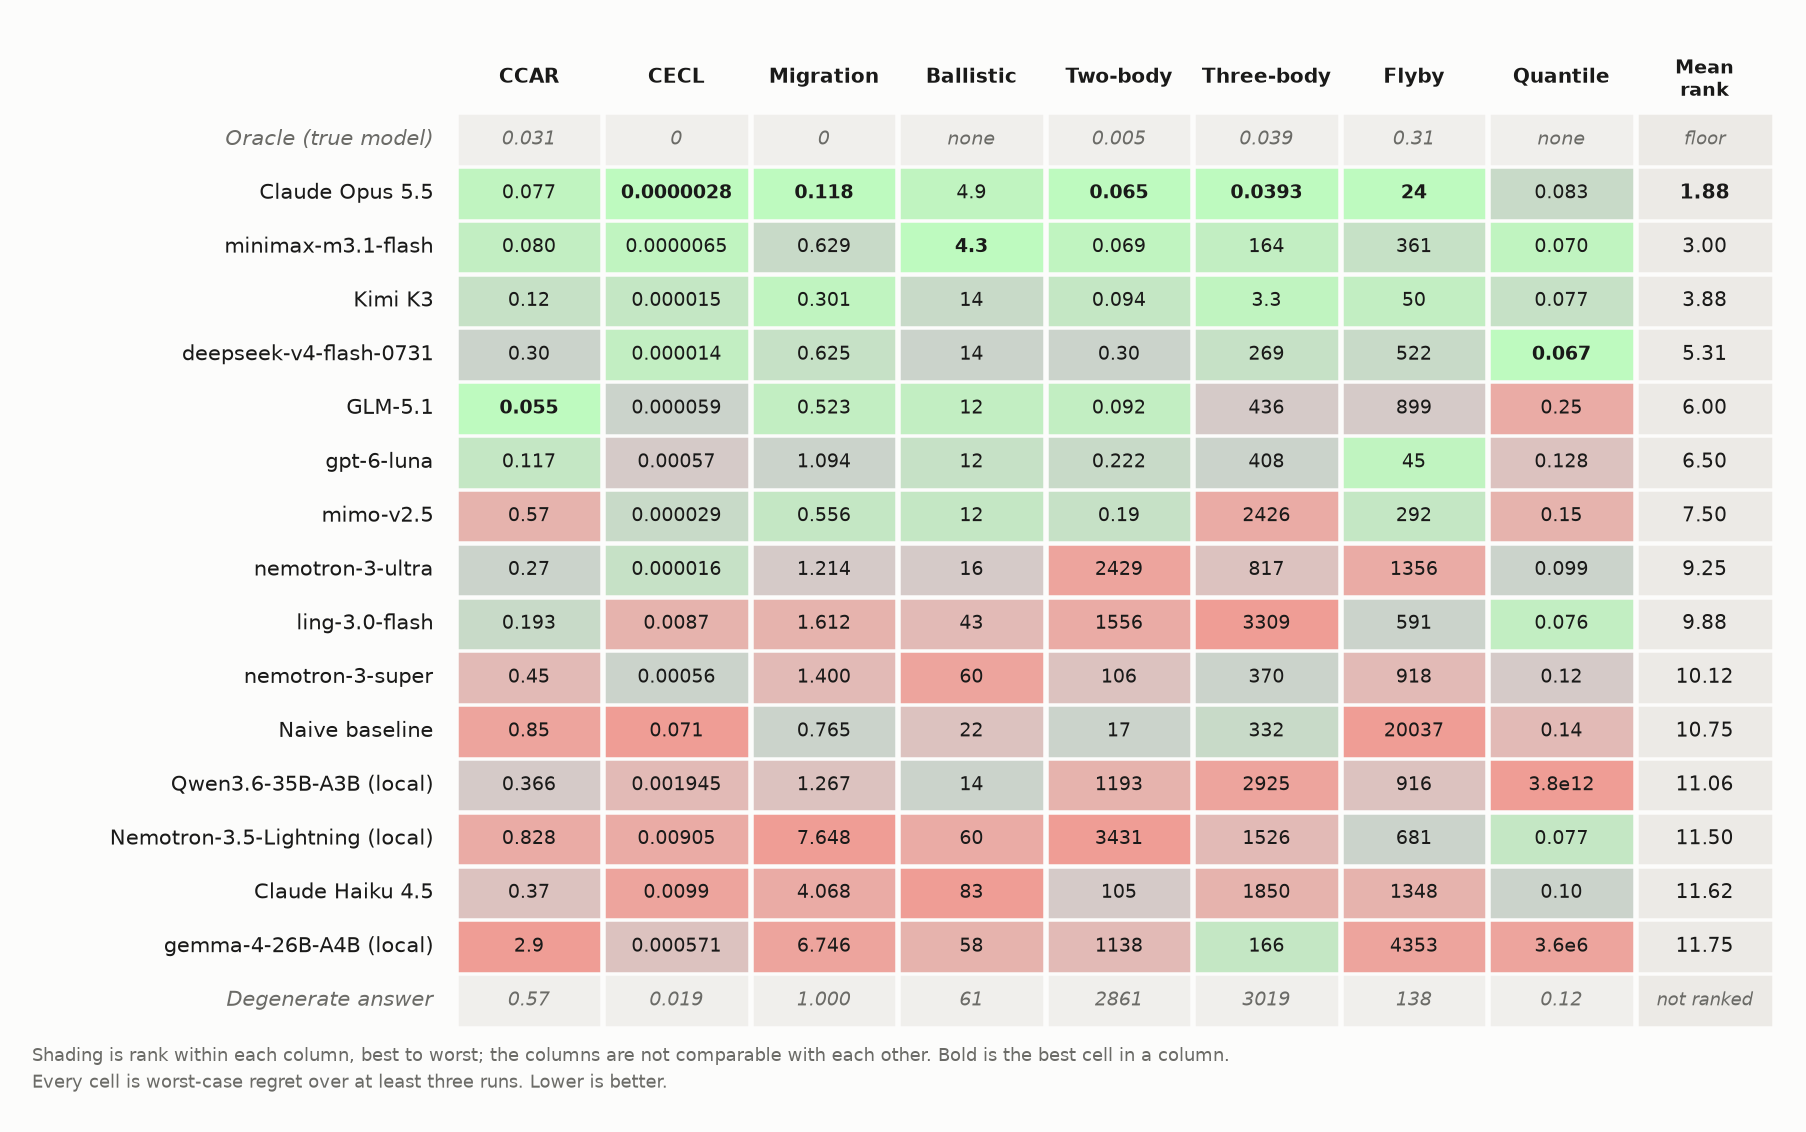 CCAR CECL Migration Ballistic Two-body Three-body Flyby Quantile Mean rank
Oracle (true model) 0.031 0 0 none 0.005 0.039 0.31 none floor
Claude Opus 5.5 0.077 0.0000028 0.118 4.9 0.065 0.0393 24 0.083 1.88
minimax-m3.1-flash 0.080 0.0000065 0.629 4.3 0.069 164 361 0.070 3.00
Kimi K3 0.12 0.000015 0.301 14 0.094 3.3 50 0.077 3.88
deepseek-v4-flash-0731 0.30 0.000014 0.625 14 0.30 269 522 0.067 5.31
GLM-5.1 0.055 0.000059 0.523 12 0.092 436 899 0.25 6.00
gpt-6-luna 0.117 0.00057 1.094 12 0.222 408 45 0.128 6.50
mimo-v2.5 0.57 0.000029 0.556 12 0.19 2426 292 0.15 7.50
nemotron-3-ultra 0.27 0.000016 1.214 16 2429 817 1356 0.099 9.25
ling-3.0-flash 0.193 0.0087 1.612 43 1556 3309 591 0.076 9.88
nemotron-3-super 0.45 0.00056 1.400 60 106 370 918 0.12 10.12
Naive baseline 0.85 0.071 0.765 22 17 332 20037 0.14 10.75
Qwen3.6-35B-A3B (local) 0.366 0.001945 1.267 14 1193 2925 916 3.8e12 11.06
Nemotron-3.5-Lightning (local) 0.828 0.00905 7.648 60 3431 1526 681 0.077 11.50
Claude Haiku 4.5 0.37 0.0099 4.068 83 105 1850 1348 0.10 11.62
gemma-4-26B-A4B (local) 2.9 0.000571 6.746 58 1138 166 4353 3.6e6 11.75
Degenerate answer 0.57 0.019 1.000 61 2861 3019 138 0.12 not ranked
Shading is rank within each column, best to worst; the columns are not comparable with each other. Bold is the best cell in a column.
Every cell is worst-case regret over at least three runs. Lower is better.